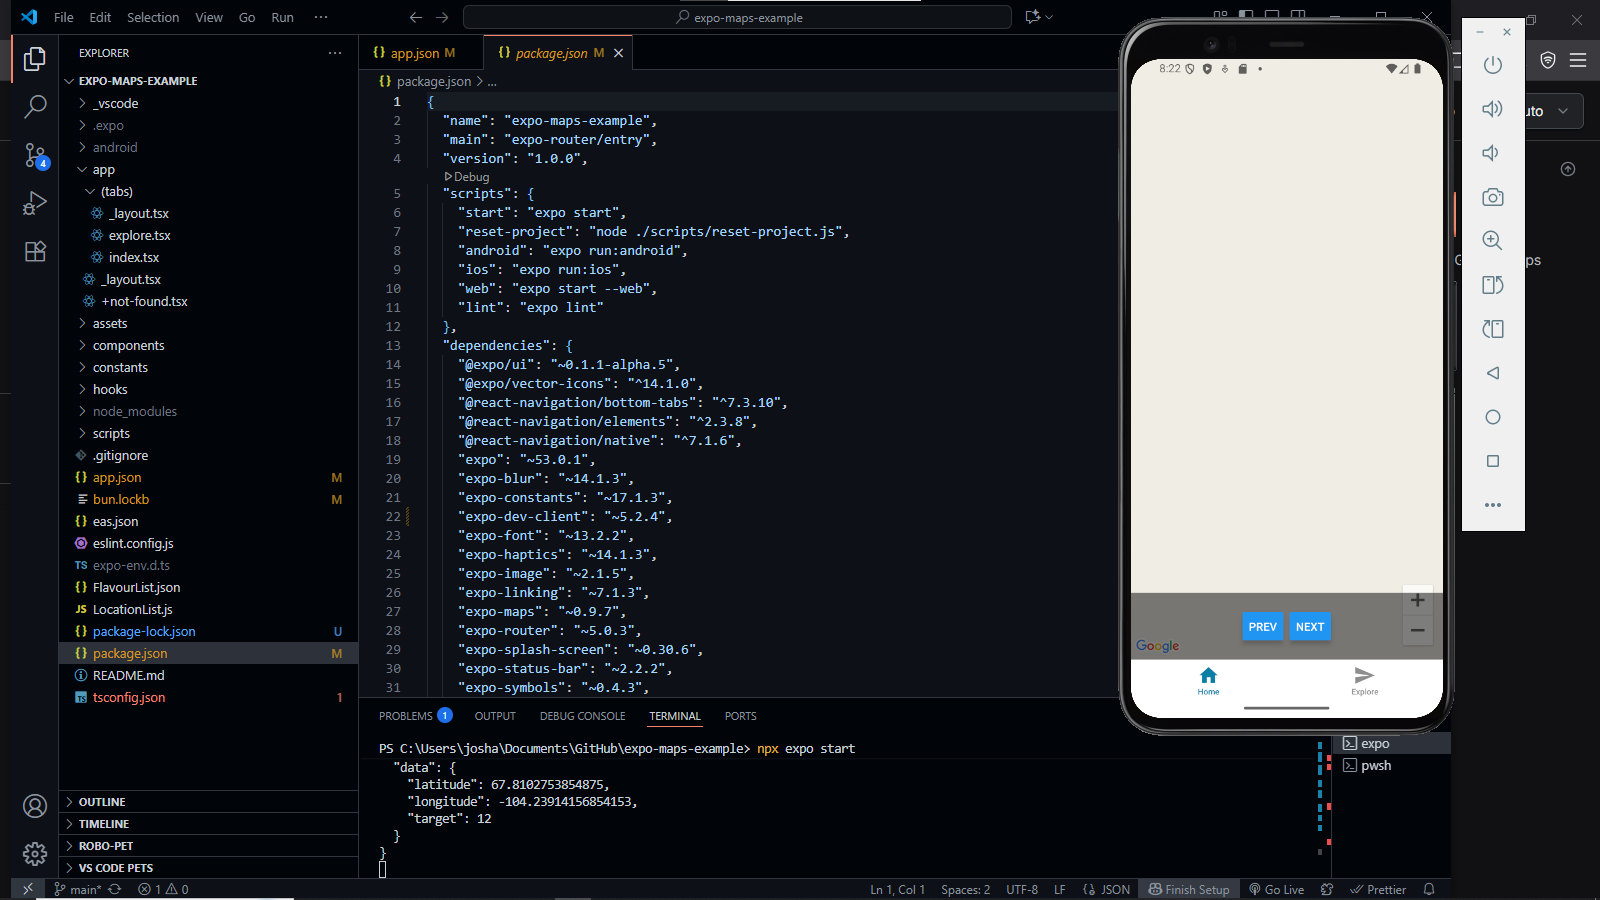 File Edit Selection View Go Run ···
expo-maps-example
EXPLORER ···
EXPO-MAPS-EXAMPLE
_vscode
.expo
android
app
(tabs)
_layout.tsx
explore.tsx
index.tsx
_layout.tsx
+not-found.tsx
assets
components
constants
hooks
node_modules
scripts
.gitignore
{} app.json M
bun.lockb M
{} eas.json
eslint.config.js
TS expo-env.d.ts
{} FlavourList.json
JS LocationList.js
{} package-lock.json U
{} package.json M
README.md
TS tsconfig.json 1
OUTLINE
TIMELINE
ROBO-PET
VS CODE PETS
4
{} app.json M
{} package.json M
{} package.json > ...
1 {
2 "name": "expo-maps-example",
3 "main": "expo-router/entry",
4 "version": "1.0.0",
Debug
5 "scripts": {
6 "start": "expo start",
7 "reset-project": "node ./scripts/reset-project.js",
8 "android": "expo run:android",
9 "ios": "expo run:ios",
10 "web": "expo start --web",
11 "lint": "expo lint"
12 },
13 "dependencies": {
14 "@expo/ui": "~0.1.1-alpha.5",
15 "@expo/vector-icons": "^14.1.0",
16 "@react-navigation/bottom-tabs": "^7.3.10",
17 "@react-navigation/elements": "^2.3.8",
18 "@react-navigation/native": "^7.1.6",
19 "expo": "~53.0.1",
20 "expo-blur": "~14.1.3",
21 "expo-constants": "~17.1.3",
22 "expo-dev-client": "~5.2.4",
23 "expo-font": "~13.2.2",
24 "expo-haptics": "~14.1.3",
25 "expo-image": "~2.1.5",
26 "expo-linking": "~7.1.3",
27 "expo-maps": "~0.9.7",
28 "expo-router": "~5.0.3",
29 "expo-splash-screen": "~0.30.6",
30 "expo-status-bar": "~2.2.2",
31 "expo-symbols": "~0.4.3",
PROBLEMS 1 OUTPUT DEBUG CONSOLE TERMINAL PORTS
PS C:\Users\josha\Documents\GitHub\expo-maps-example> npx expo start
"data": {
"latitude": 67.8102753854875,
"longitude": -104.23914156854153,
"target": 12
}
}
expo
pwsh
8:22
+
PREV NEXT
−
Google
Home Explore
uto
G
ps
main* 1 0 Ln 1, Col 1 Spaces: 2 UTF-8 LF {} JSON Finish Setup Go Live Prettier